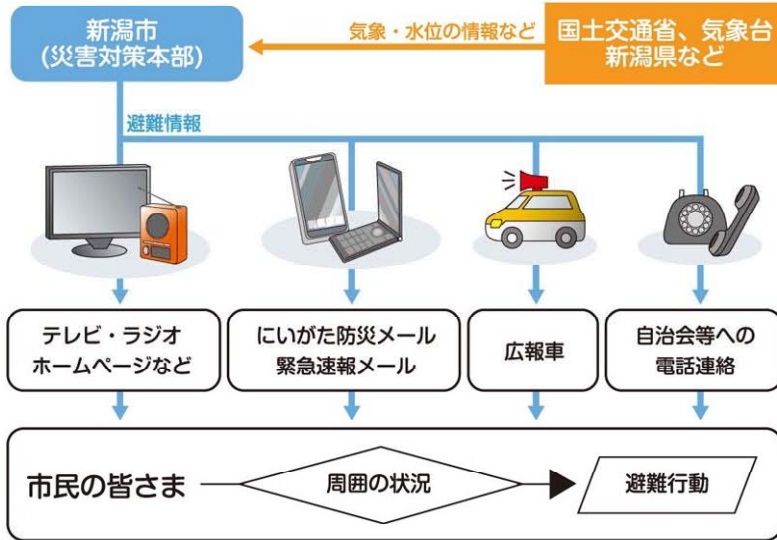 新潟市
(災害対策本部)
気象・水位の情報など
国土交通省、気象台
新潟県など
避難情報
テレビ・ラジオ
ホームページなど
にいがた防災メール
緊急速報メール
広報車
自治会等への
電話連絡
市民の皆さま
周囲の状況
避難行動